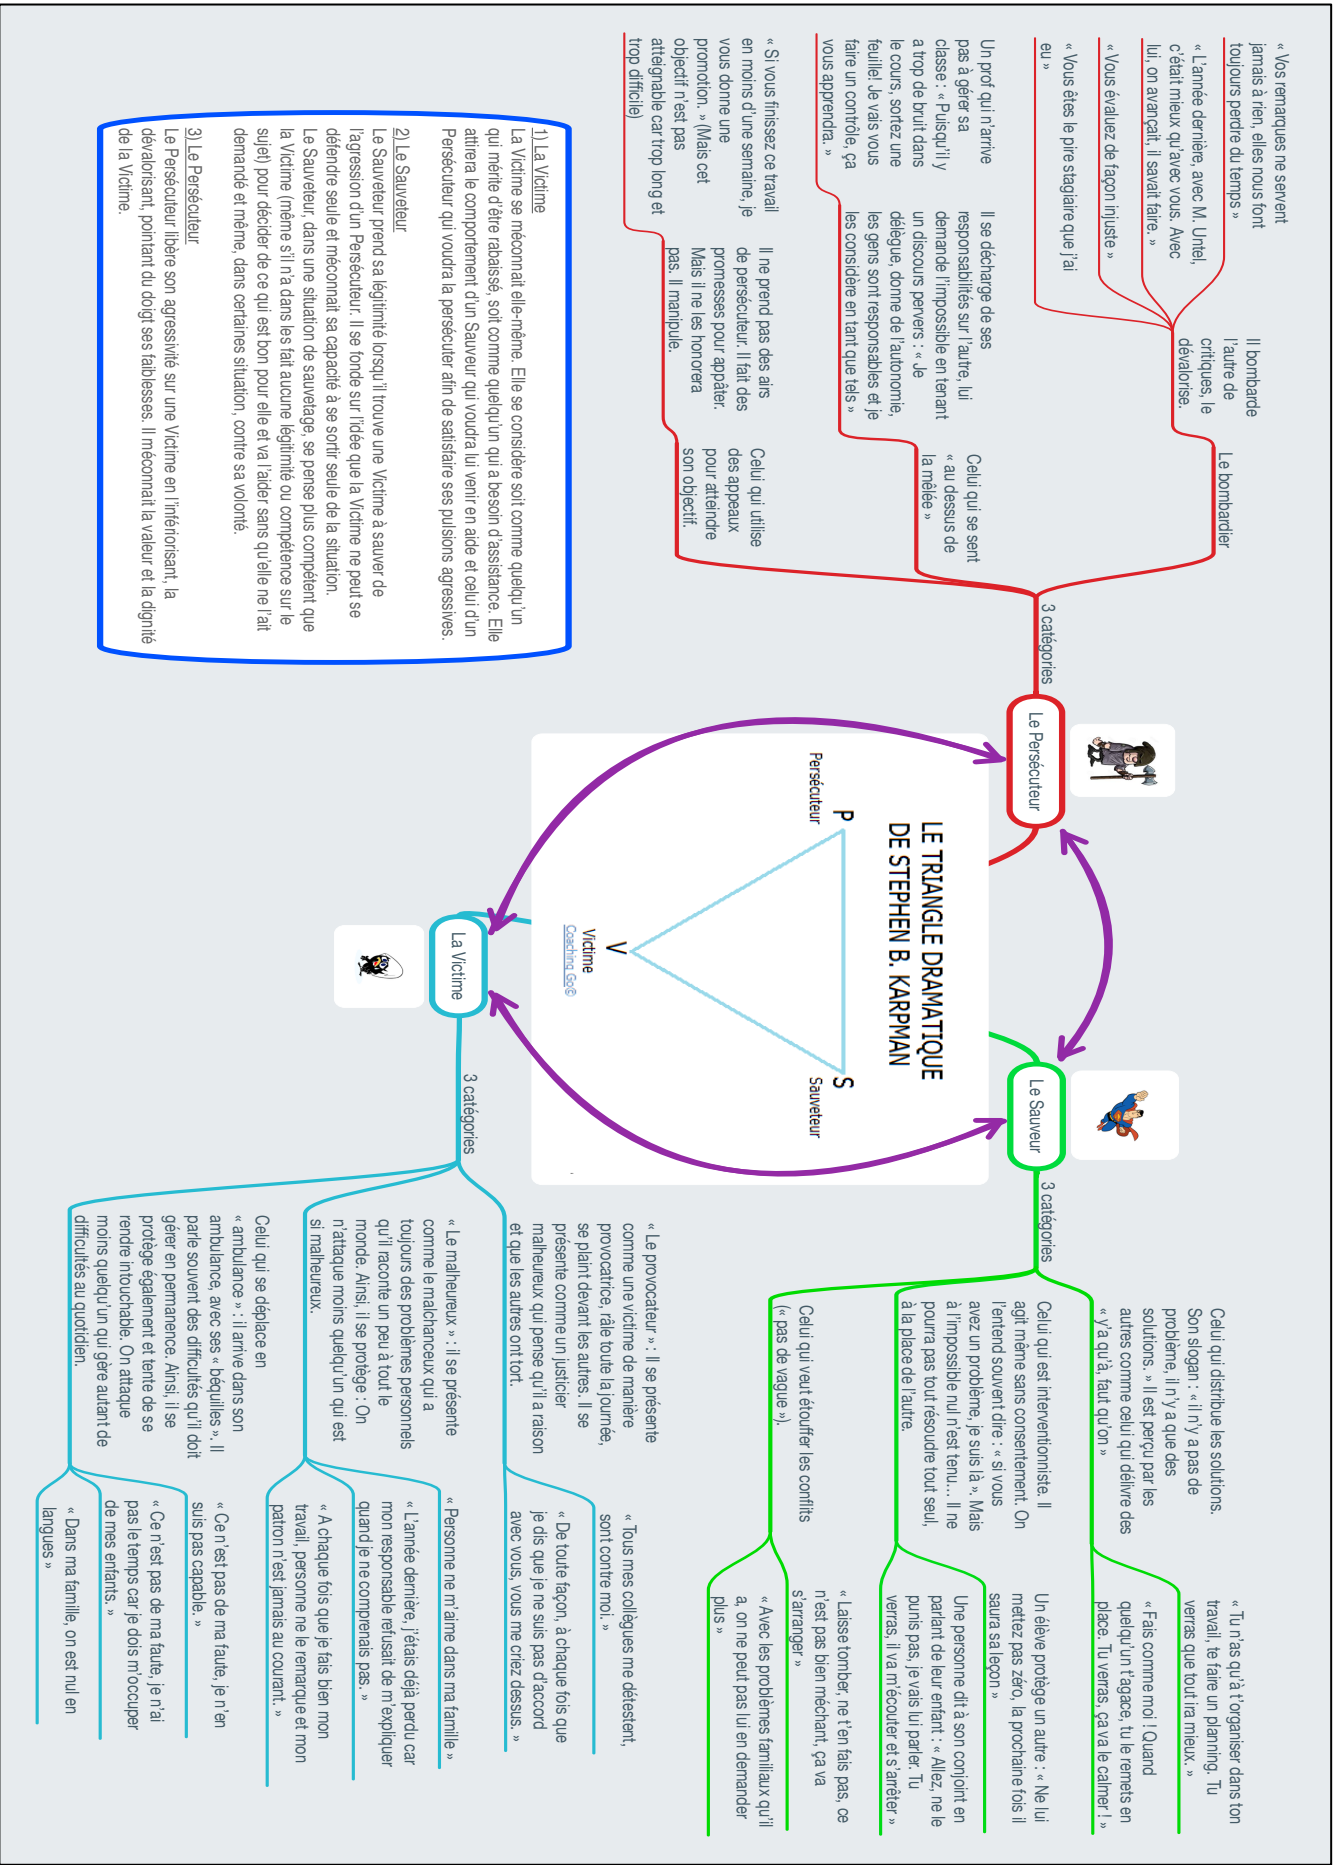 LE TRIANGLE DRAMATIQUE
DE STEPHEN B. KARPMAN
P
Persécuteur
S
Sauveteur
V
Victime
Coaching Go©
Le Persécuteur
3 catégories
Le bombardier
Il bombarde
l'autre de
critiques, le
dévalorise.
« Vos remarques ne servent
jamais à rien, elles nous font
toujours perdre du temps »
« L'année dernière, avec M. Untel,
c'était mieux qu'avec vous. Avec
lui, on avançait, il savait faire. »
« Vous évaluez de façon injuste »
« Vous êtes le pire stagiaire que j'ai
eu »
Celui qui se sent
« au dessus de
la mêlée »
Il se décharge de ses
responsabilités sur l'autre, lui
demande l'impossible en tenant
un discours pervers : « Je
délègue, donne de l'autonomie,
les gens sont responsables et je
les considère en tant que tels »
Un prof qui n'arrive
pas à gérer sa
classe : « Puisqu'il y
a trop de bruit dans
le cours, sortez une
feuille! Je vais vous
faire un contrôle, ça
vous apprendra. »
Celui qui utilise
des appeaux
pour atteindre
son objectif.
Il ne prend pas des airs
de persécuteur. Il fait des
promesses pour appâter.
Mais il ne les honorera
pas. Il manipule.
« Si vous finissez ce travail
en moins d'une semaine, je
vous donne une
promotion. » (Mais cet
objectif n'est pas
atteignable car trop long et
trop difficile)
Le Sauveur
3 catégories
Celui qui distribue les solutions.
Son slogan : « il n'y a pas de
problème, il n'y a que des
solutions. » Il est perçu par les
autres comme celui qui délivre des
« y'a qu'à, faut qu'on »
« Tu n'as qu'à t'organiser dans ton
travail, te faire un planning. Tu
verras que tout ira mieux. »
« Fais comme moi ! Quand
quelqu'un t'agace, tu le remets en
place. Tu verras, ça va le calmer ! »
Celui qui est interventionniste. Il
agit même sans consentement. On
l'entend souvent dire : « si vous
avez un problème, je suis là ». Mais
à l'impossible nul n'est tenu... Il ne
pourra pas tout résoudre tout seul,
à la place de l'autre.
Un élève protège un autre : « Ne lui
mettez pas zéro, la prochaine fois il
saura sa leçon »
Une personne dit à son conjoint en
parlant de leur enfant : « Allez, ne le
punis pas, je vais lui parler. Tu
verras, il va m'écouter et s'arrêter »
Celui qui veut étouffer les conflits
(« pas de vague »).
« Laisse tomber, ne t'en fais pas, ce
n'est pas bien méchant, ça va
s'arranger »
« Avec les problèmes familiaux qu'il
a, on ne peut pas lui en demander
plus »
La Victime
3 catégories
« Le provocateur » : Il se présente
comme une victime de manière
provocatrice, râle toute la journée,
se plaint devant les autres. Il se
présente comme un justicier
malheureux qui pense qu'il a raison
et que les autres ont tort.
« Tous mes collègues me détestent,
sont contre moi. »
« De toute façon, à chaque fois que
je dis que je ne suis pas d'accord
avec vous, vous me criez dessus. »
« Le malheureux » : il se présente
comme le malchanceux qui a
toujours des problèmes personnels
qu'il raconte un peu à tout le
monde. Ainsi, il se protège : On
n'attaque moins quelqu'un qui est
si malheureux.
« Personne ne m'aime dans ma famille »
« L'année dernière, j'étais déjà perdu car
mon responsable refusait de m'expliquer
quand je ne comprenais pas. »
« A chaque fois que je fais bien mon
travail, personne ne le remarque et mon
patron n'est jamais au courant. »
Celui qui se déplace en
« ambulance » : il arrive dans son
ambulance, avec ses « béquilles ». Il
parle souvent des difficultés qu'il doit
gérer en permanence. Ainsi, il se
protège également et tente de se
rendre intouchable. On attaque
moins quelqu'un qui gère autant de
difficultés au quotidien.
« Ce n'est pas de ma faute, je n'en
suis pas capable. »
« Ce n'est pas de ma faute, je n'ai
pas le temps car je dois m'occuper
de mes enfants. »
« Dans ma famille, on est nul en
langues »
1) La Victime
La Victime se méconnait elle-même. Elle se considère soit comme quelqu'un
qui mérite d'être rabaissé, soit comme quelqu'un qui a besoin d'assistance. Elle
attirera le comportement d'un Sauveur qui voudra lui venir en aide et celui d'un
Persécuteur qui voudra la persécuter afin de satisfaire ses pulsions agressives.
2) Le Sauveteur
Le Sauveteur prend sa légitimité lorsqu'il trouve une Victime à sauver de
l'agression d'un Persécuteur. Il se fonde sur l'idée que la Victime ne peut se
défendre seule et méconnait sa capacité à se sortir seule de la situation.
Le Sauveteur, dans une situation de sauvetage, se pense plus compétent que
la Victime (même s'il n'a dans les fait aucune légitimité ou compétence sur le
sujet) pour décider de ce qui est bon pour elle et va l'aider sans qu'elle ne l'ait
demandé et même, dans certaines situation, contre sa volonté.
3) Le Persécuteur
Le Persécuteur libère son agressivité sur une Victime en l'infériorisant, la
dévalorisant, pointant du doigt ses faiblesses. Il méconnait la valeur et la dignité
de la Victime.